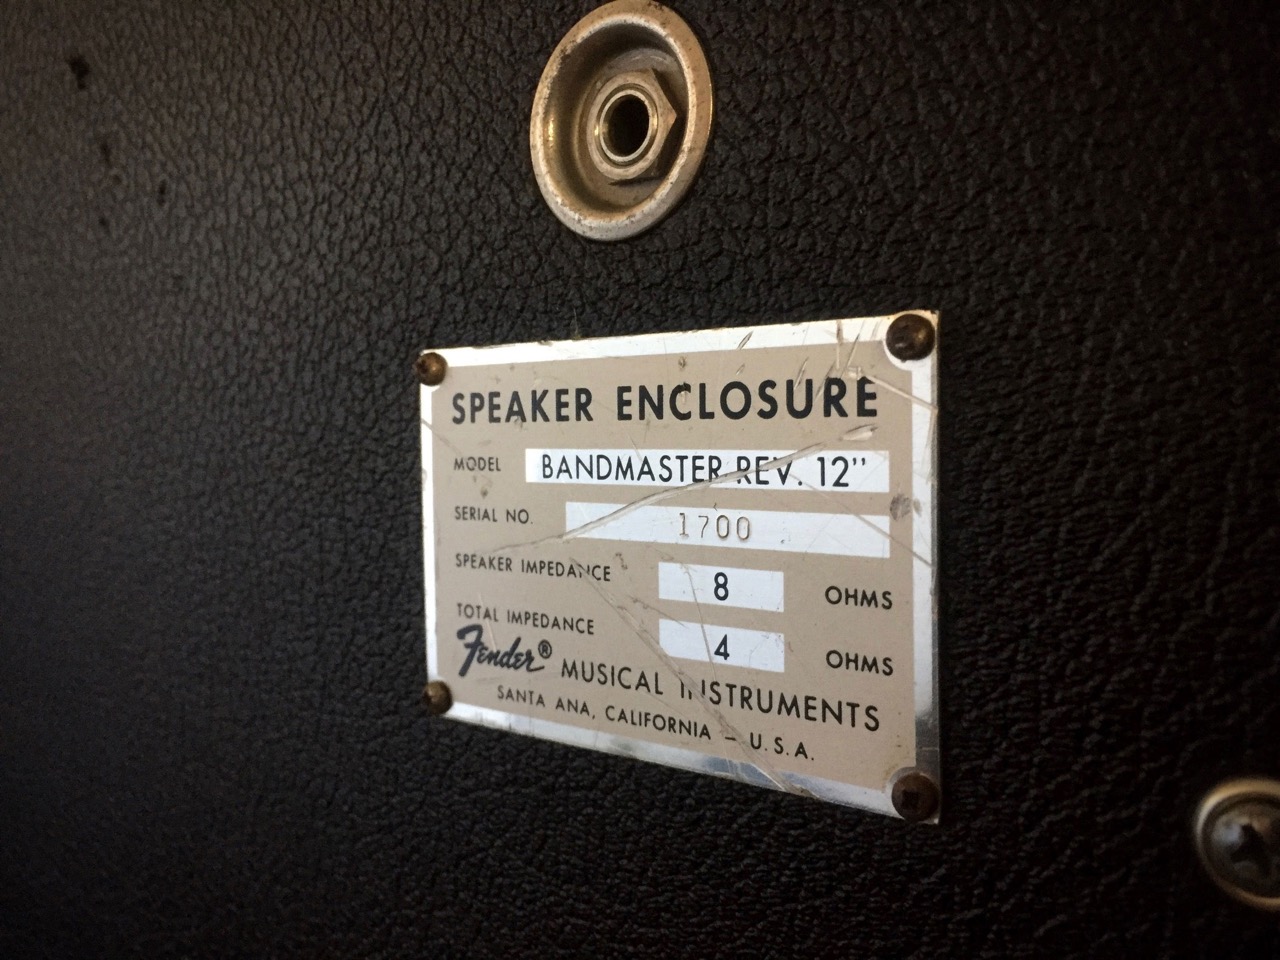 SPEAKER ENCLOSURE
MODEL BANDMASTER REV. 12"
SERIAL NO. 1700
SPEAKER IMPEDANCE 8 OHMS
TOTAL IMPEDANCE 4 OHMS
Fender® MUSICAL INSTRUMENTS
SANTA ANA, CALIFORNIA – U.S.A.